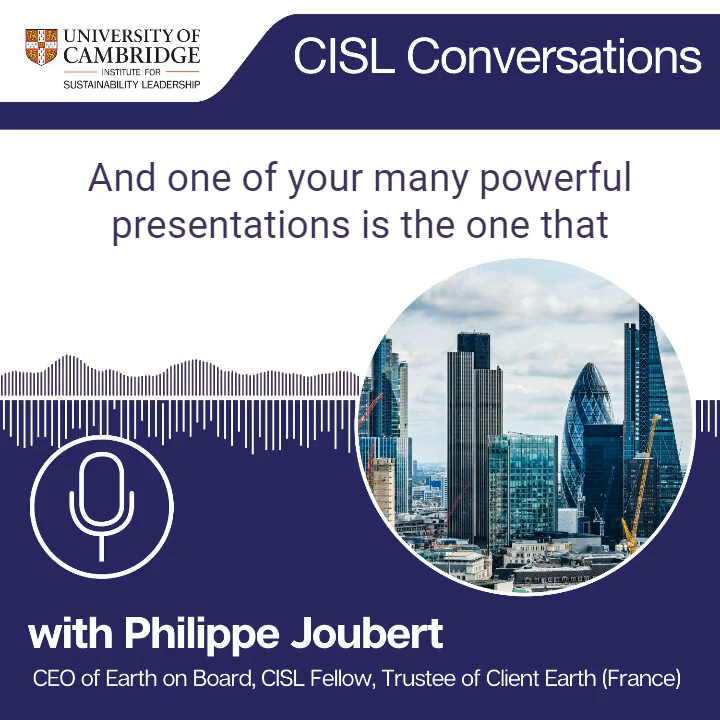 UNIVERSITY OF
CAMBRIDGE
INSTITUTE FOR
SUSTAINABILITY LEADERSHIP
CISL Conversations
And one of your many powerful
presentations is the one that
with Philippe Joubert
CEO of Earth on Board, CISL Fellow, Trustee of Client Earth (France)